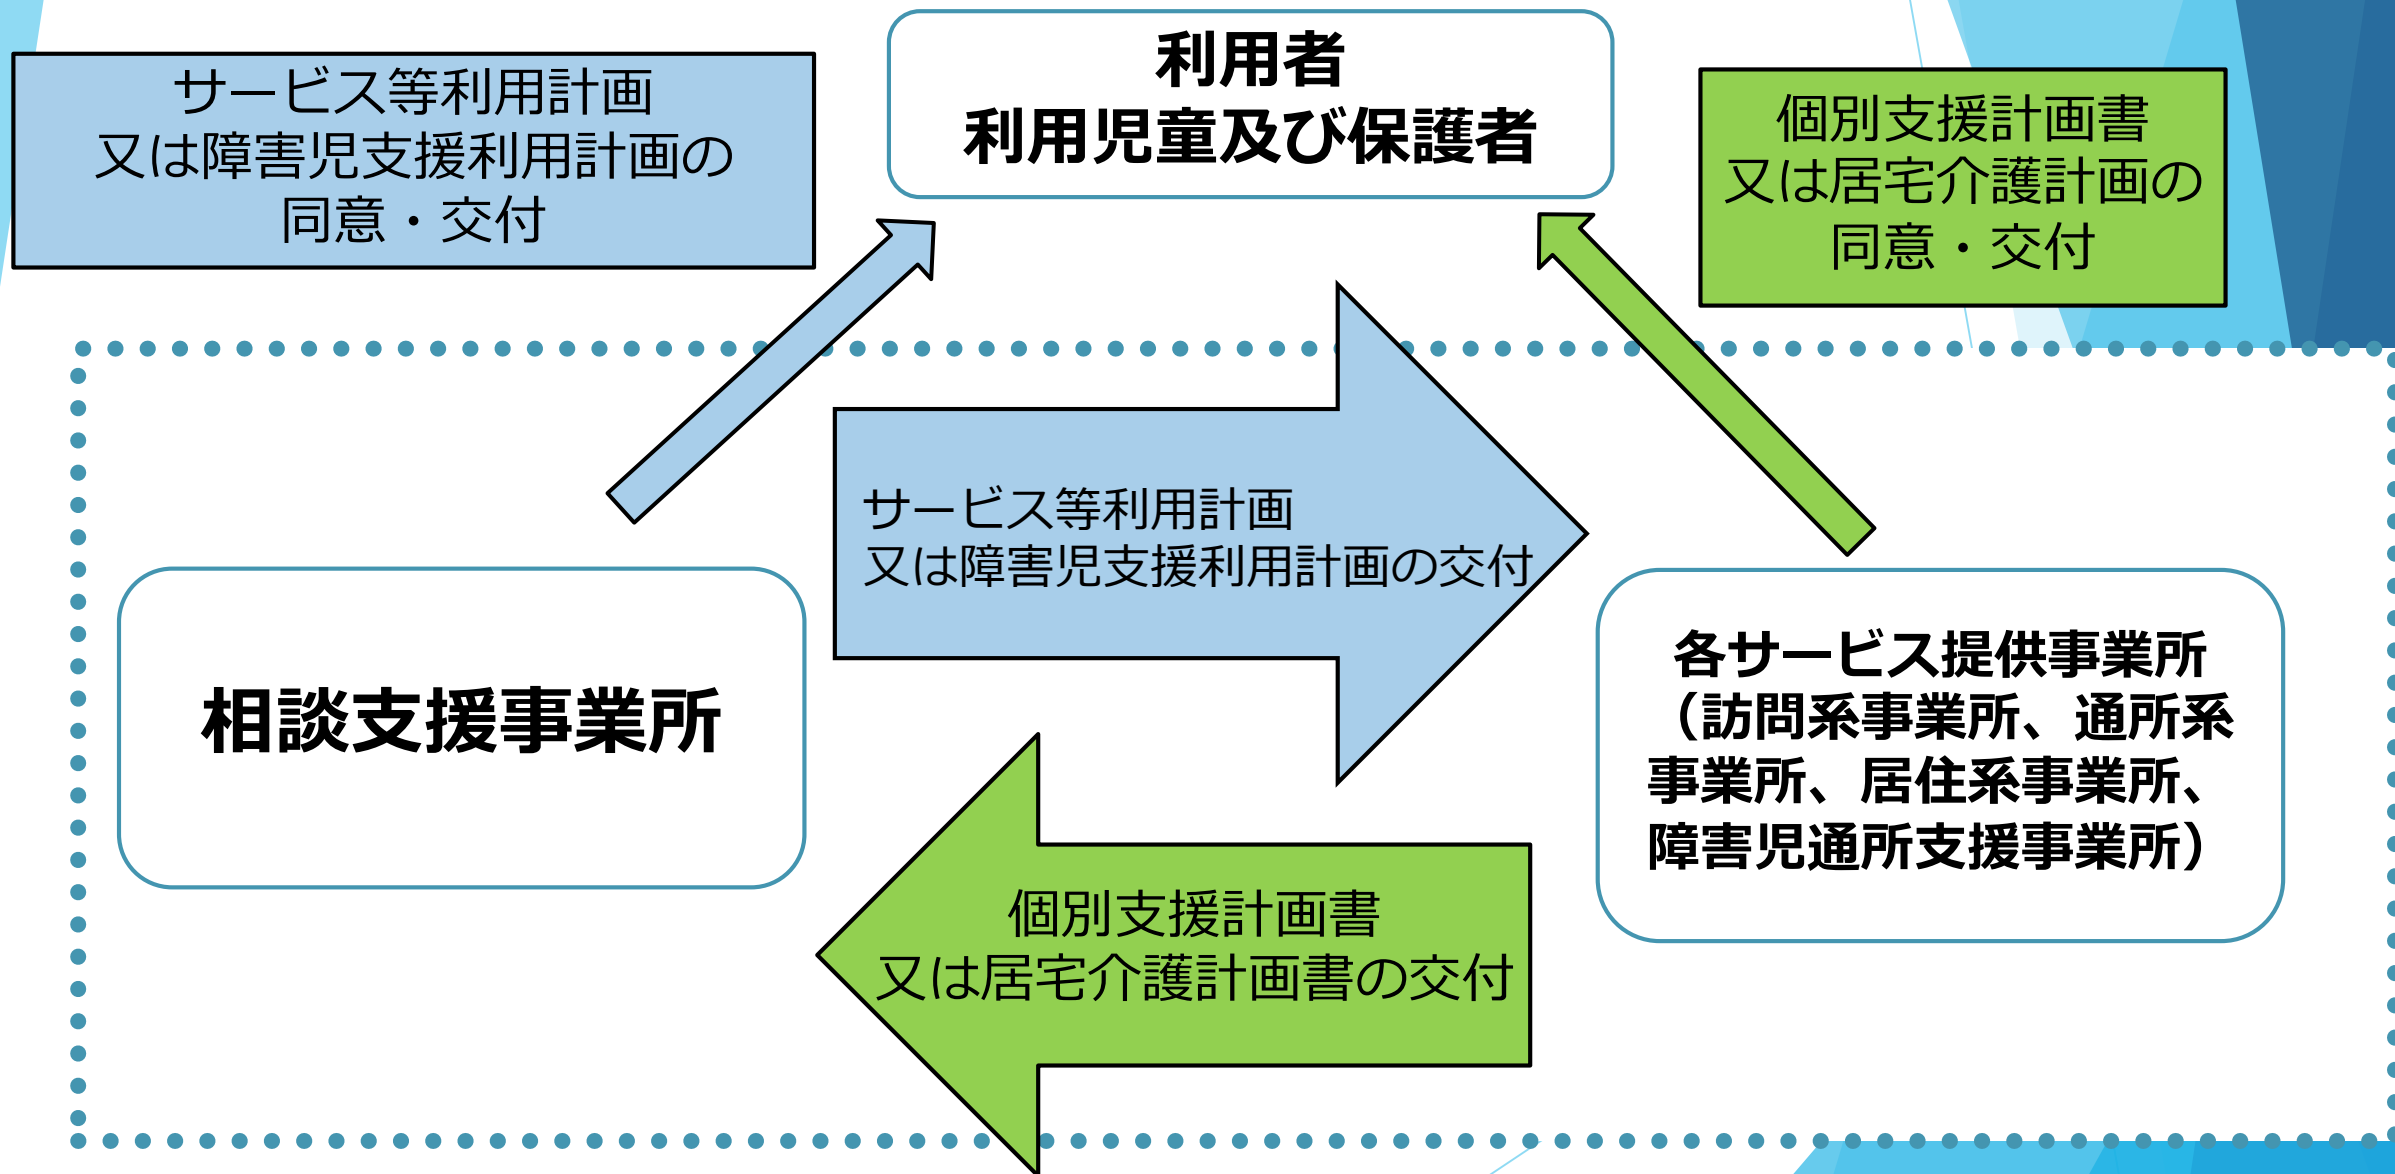 サービス等利用計画
又は障害児支援利用計画の
同意・交付
利用者
利用児童及び保護者
個別支援計画書
又は居宅介護計画の
同意・交付
サービス等利用計画
又は障害児支援利用計画の交付
相談支援事業所
各サービス提供事業所
（訪問系事業所、通所系
事業所、居住系事業所、
障害児通所支援事業所）
個別支援計画書
又は居宅介護計画書の交付